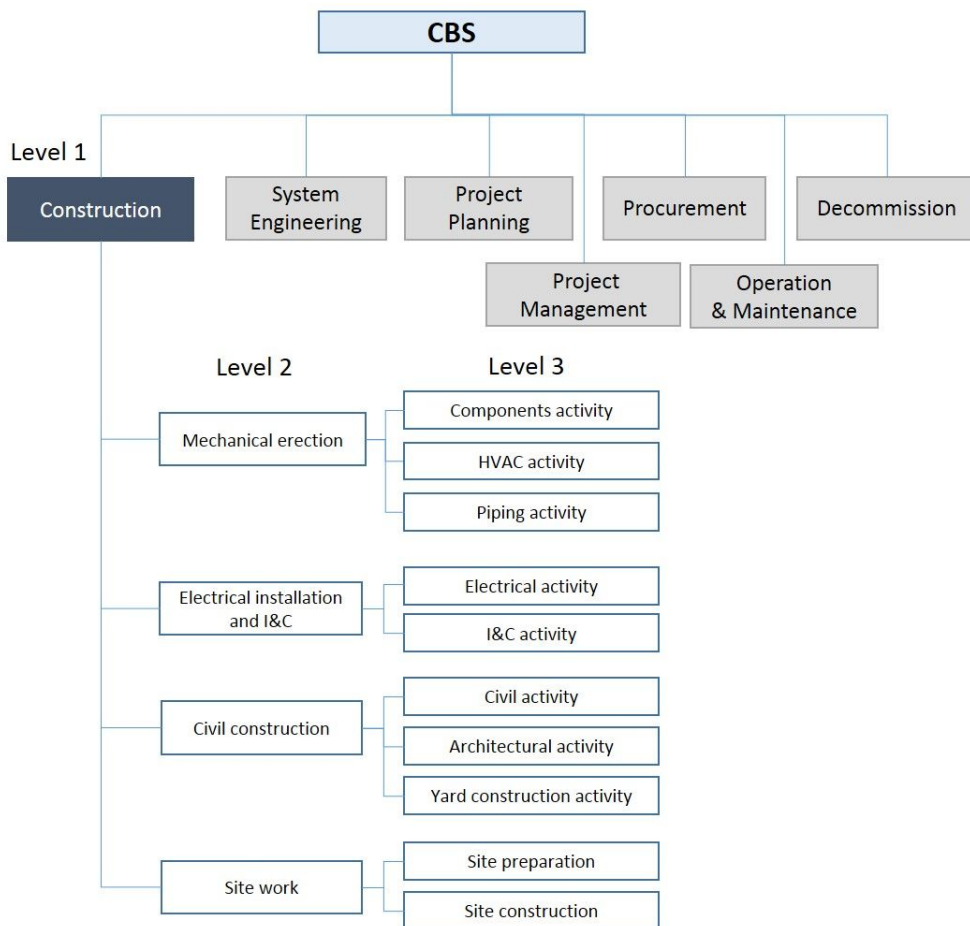 CBS
Level 1
Construction
System
Engineering
Project
Planning
Procurement
Decommission
Project
Management
Operation
& Maintenance
Level 2
Level 3
Mechanical erection
Components activity
HVAC activity
Piping activity
Electrical installation
and I&C
Electrical activity
I&C activity
Civil construction
Civil activity
Architectural activity
Yard construction activity
Site work
Site preparation
Site construction